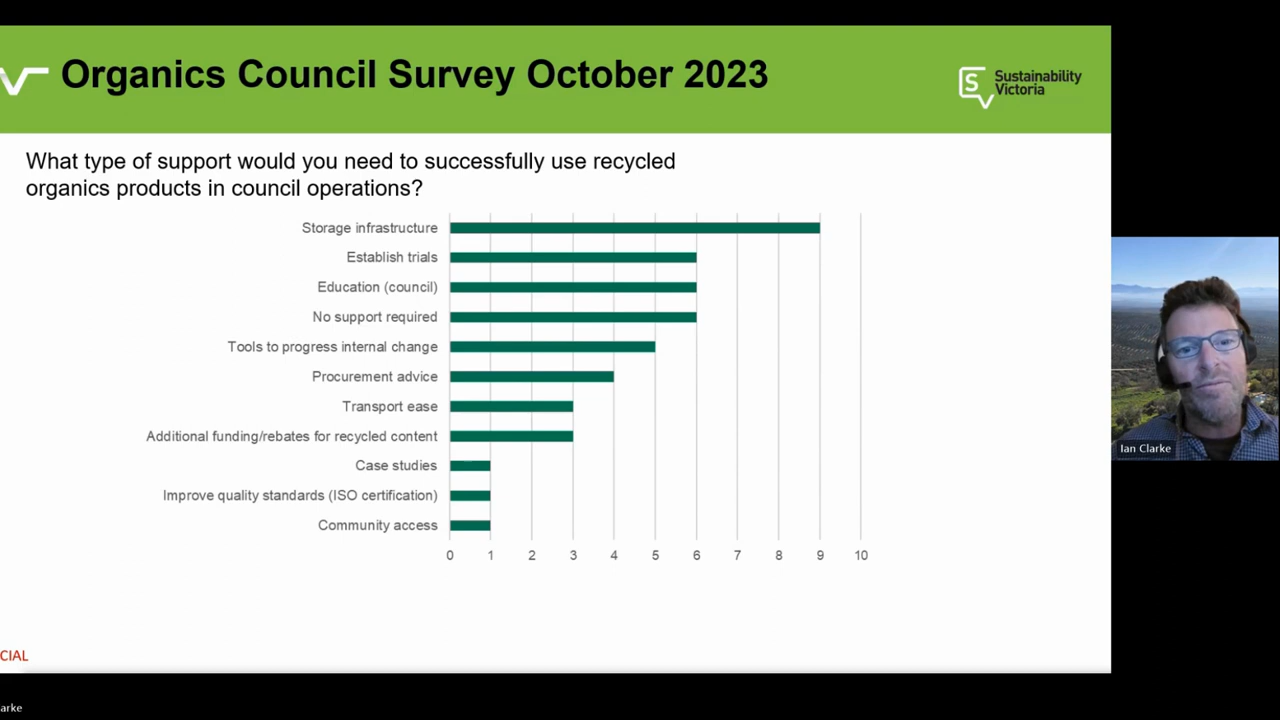 Organics Council Survey October 2023
Sustainability
Victoria
What type of support would you need to successfully use recycled
organics products in council operations?
Storage infrastructure
Establish trials
Education (council)
No support required
Tools to progress internal change
Procurement advice
Transport ease
Additional funding/rebates for recycled content
Case studies
Improve quality standards (ISO certification)
Community access
0 1 2 3 4 5 6 7 8 9 10
Ian Clarke
CIAL
arke